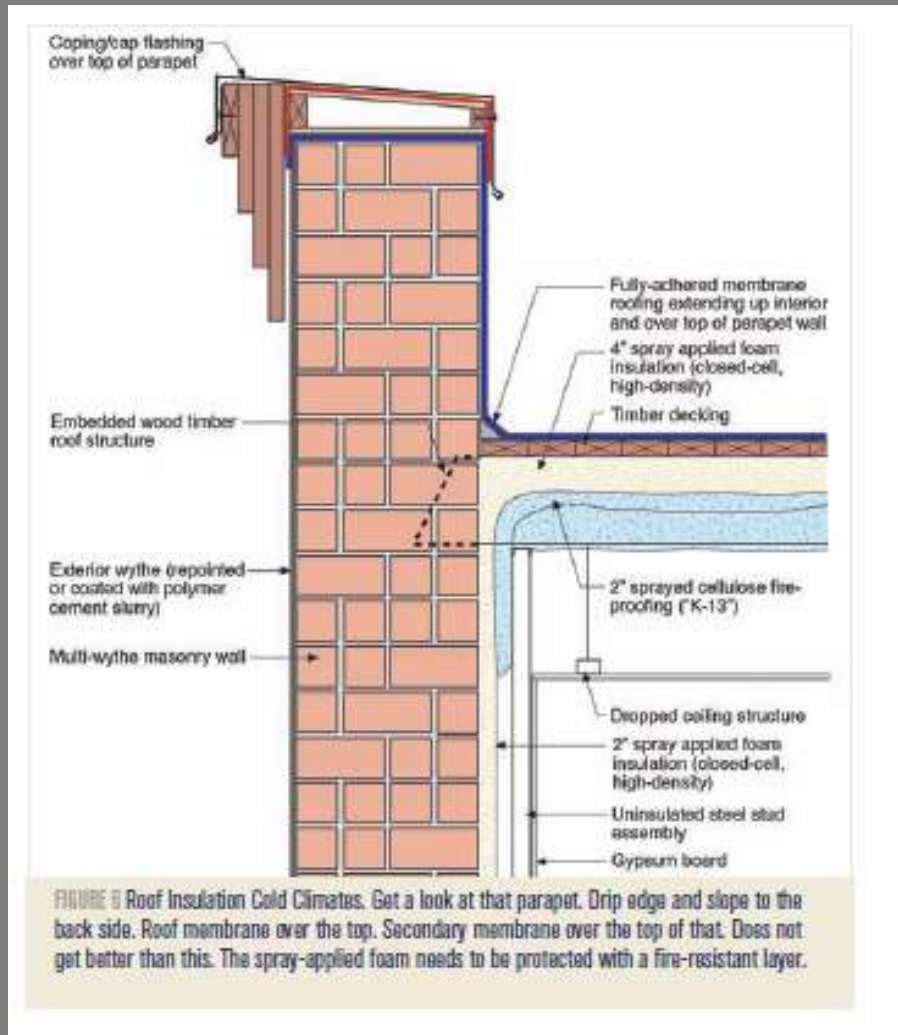 Coping/cap flashing
over top of parapet
Fully-adhered membrane
roofing extending up interior
and over top of parapet wall
4" spray applied foam
insulation (closed-cell,
high-density)
Timber decking
Embedded wood timber
roof structure
Exterior wythe (repointed
or coated with polymer
cement slurry)
2" sprayed cellulose fire-
proofing ("K-13")
Multi-wythe masonry wall
Dropped ceiling structure
2" spray applied foam
insulation (closed-cell,
high-density)
Uninsulated steel stud
assembly
Gypsum board
FIGURE 6 Roof Insulation Cold Climates. Get a look at that parapet. Drip edge and slope to the
back side. Roof membrane over the top. Secondary membrane over the top of that. Does not
get better than this. The spray-applied foam needs to be protected with a fire-resistant layer.